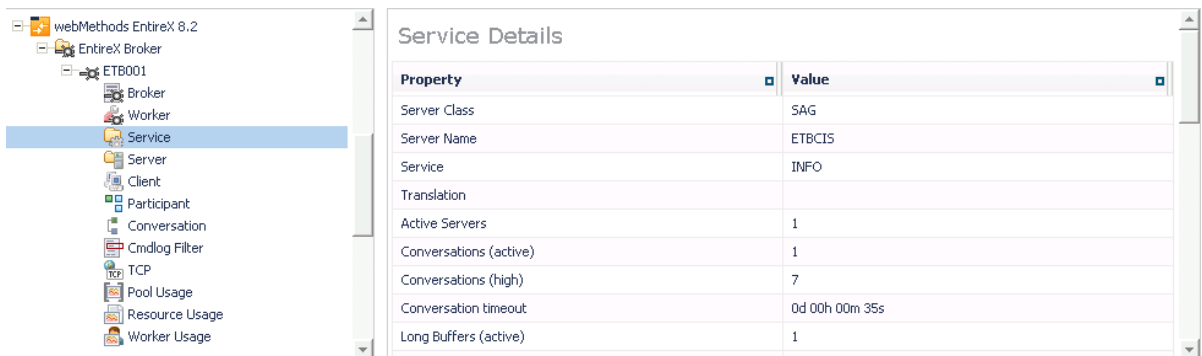 webMethods EntireX 8.2
EntireX Broker
ETB001
Broker
Worker
Service
Server
Client
Participant
Conversation
Cmdlog Filter
TCP TCP
Pool Usage
Resource Usage
Worker Usage
Service Details
Property Value
Server Class SAG
Server Name ETBCIS
Service INFO
Translation
Active Servers 1
Conversations (active) 1
Conversations (high) 7
Conversation timeout 0d 00h 00m 35s
Long Buffers (active) 1